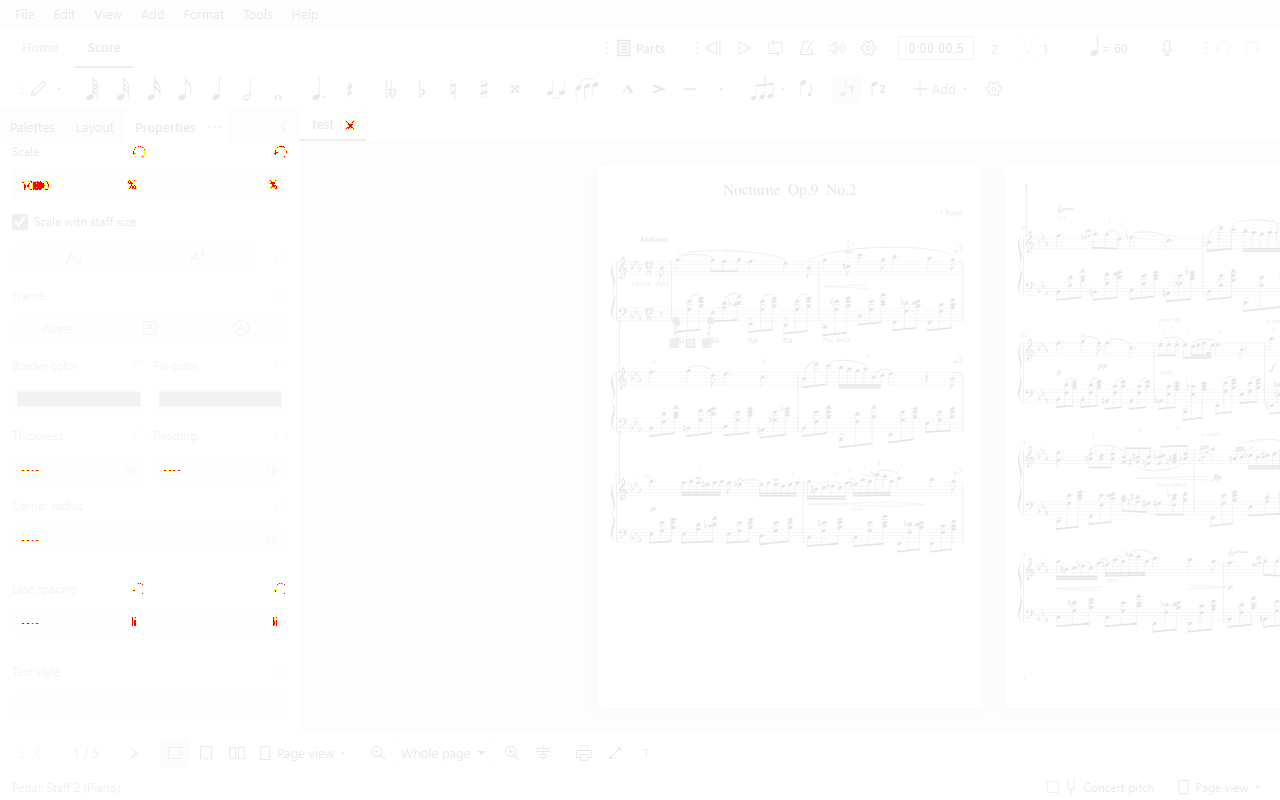 File Edit View Add Format Tools Help
Home Score Parts 0:00:00.5 2 . 1 = 60
Add
Palettes Layout Properties test
Scale
%
%
Scale with staff size
Frame
None
Border color Fill color
Thickness Padding
---- sp ---- sp
Corner radius
---- sp
Line spacing
---- li li
Text style
Nocturne Op.9 No.2
Chopin
Andante
1 / 5 Page view Whole page ?
Pedal; Staff 2 (Piano) Concert pitch Page view